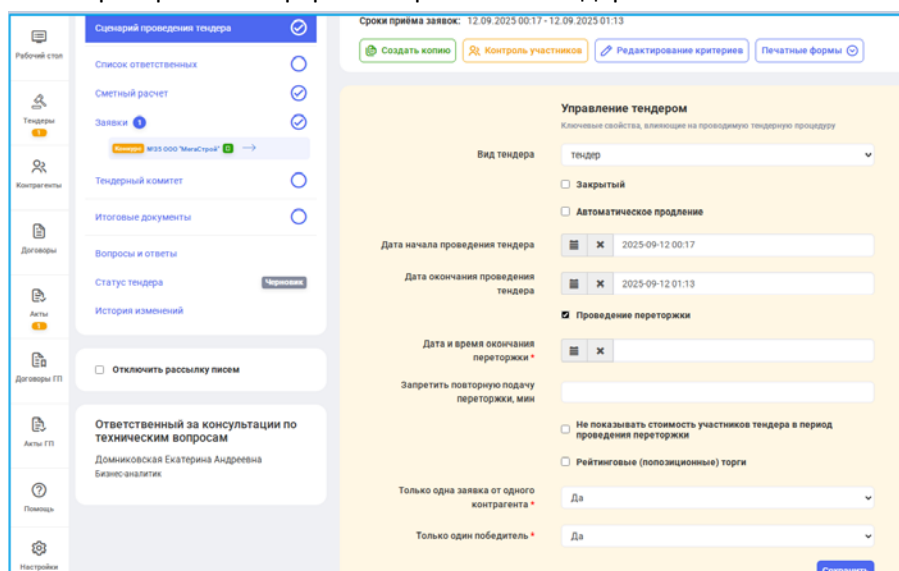 Рабочий стол
Тендеры
1
Контрагенты
Договоры
Акты
1
Договоры ГП
Акты ГП
Помощь
Настройки
Сценарий проведения тендера
Список ответственных
Сметный расчет
Заявки 1
Конкурс №35 ООО "МегаСтрой"
Тендерный комитет
Итоговые документы
Вопросы и ответы
Статус тендера Черновик
История изменений
Отключить рассылку писем
Ответственный за консультации по
техническим вопросам
Домниковская Екатерина Андреевна
Бизнес-аналитик
Сроки приёма заявок: 12.09.2025 00:17 - 12.09.2025 01:13
Создать копию Контроль участников Редактирование критериев Печатные формы
Управление тендером
Ключевые свойства, влияющие на проводимую тендерную процедуру
Вид тендера тендер
Закрытый
Автоматическое продление
Дата начала проведения тендера 2025-09-12 00:17
Дата окончания проведения
тендера 2025-09-12 01:13
Проведение переторжки
Дата и время окончания
переторжки *
Запретить повторную подачу
переторжки, мин
Не показывать стоимость участников тендера в период
проведения переторжки
Рейтинговые (попозиционные) торги
Только одна заявка от одного
контрагента * Да
Только один победитель * Да
Сохранить